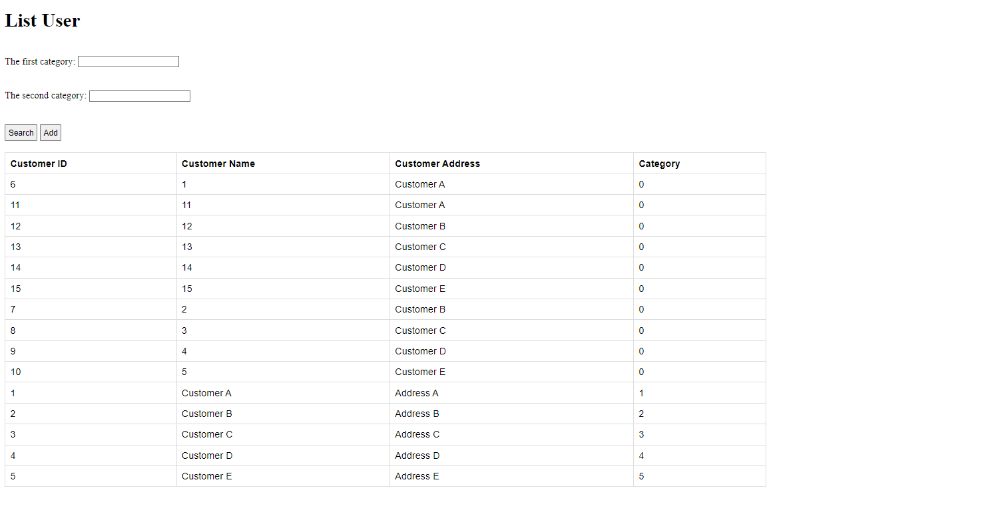 List User
The first category:
The second category:
Search Add
Customer ID Customer Name Customer Address Category
6 1 Customer A 0
11 11 Customer A 0
12 12 Customer B 0
13 13 Customer C 0
14 14 Customer D 0
15 15 Customer E 0
7 2 Customer B 0
8 3 Customer C 0
9 4 Customer D 0
10 5 Customer E 0
1 Customer A Address A 1
2 Customer B Address B 2
3 Customer C Address C 3
4 Customer D Address D 4
5 Customer E Address E 5